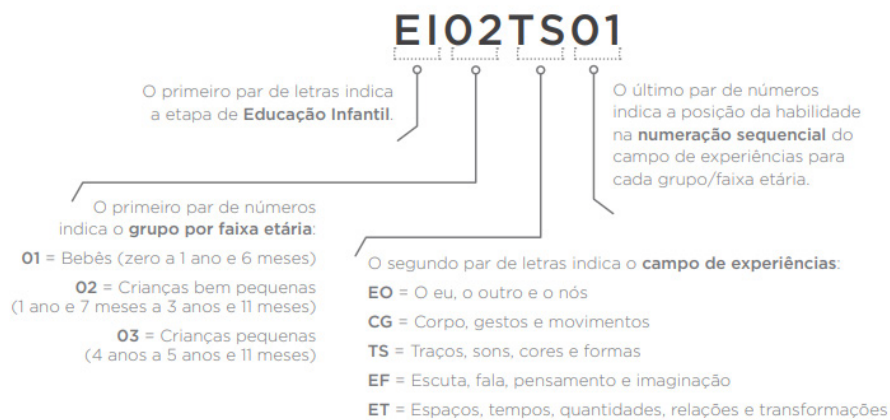 EI02TS01
O primeiro par de letras indica
a etapa de Educação Infantil.
O último par de números
indica a posição da habilidade
na numeração sequencial do
campo de experiências para
cada grupo/faixa etária.
O primeiro par de números
indica o grupo por faixa etária:
01 = Bebês (zero a 1 ano e 6 meses)
02 = Crianças bem pequenas
(1 ano e 7 meses a 3 anos e 11 meses)
03 = Crianças pequenas
(4 anos a 5 anos e 11 meses)
O segundo par de letras indica o campo de experiências:
EO = O eu, o outro e o nós
CG = Corpo, gestos e movimentos
TS = Traços, sons, cores e formas
EF = Escuta, fala, pensamento e imaginação
ET = Espaços, tempos, quantidades, relações e transformações